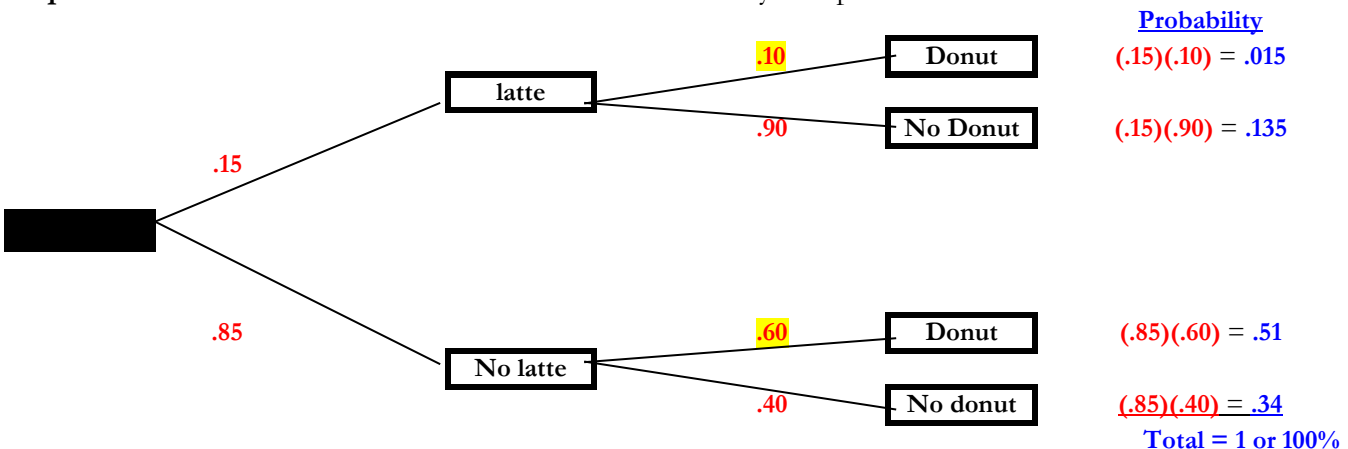 Probability
.10 Donut (.15)(.10) = .015
latte
.90 No Donut (.15)(.90) = .135
.15
.85 .60 Donut (.85)(.60) = .51
No latte
.40 No donut (.85)(.40) = .34
Total = 1 or 100%